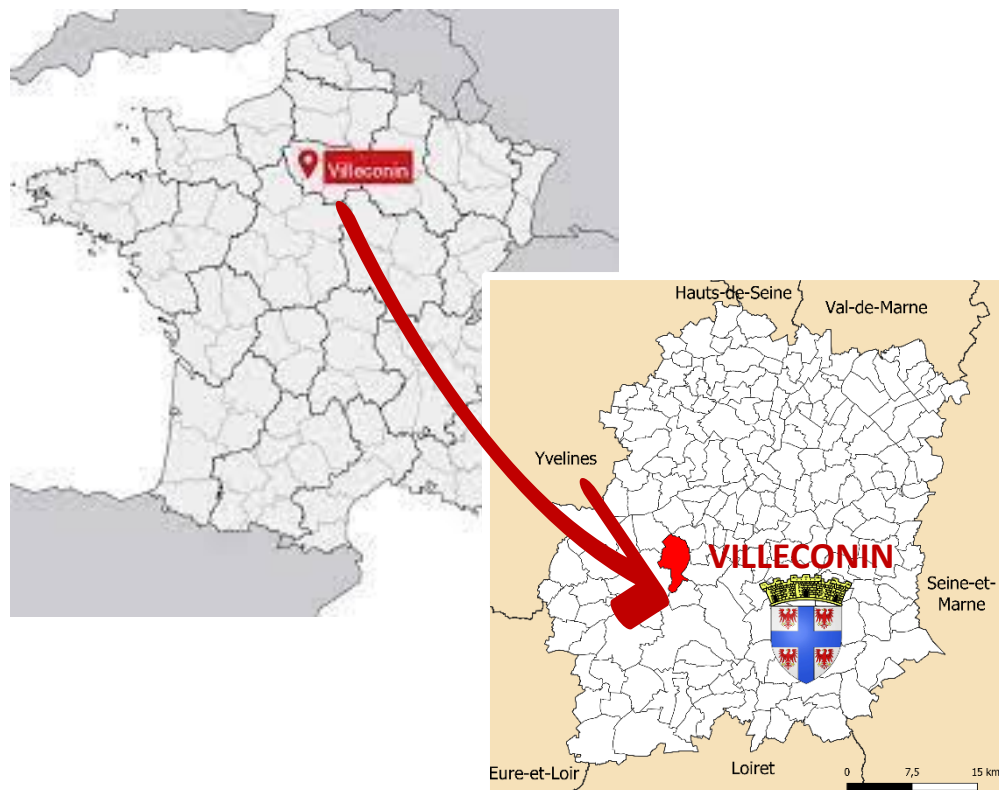 Villeconin
Hauts-de-Seine
Val-de-Marne
Yvelines
VILLECONIN
Seine-et-
Marne
Eure-et-Loir
Loiret
0 7,5 15 km